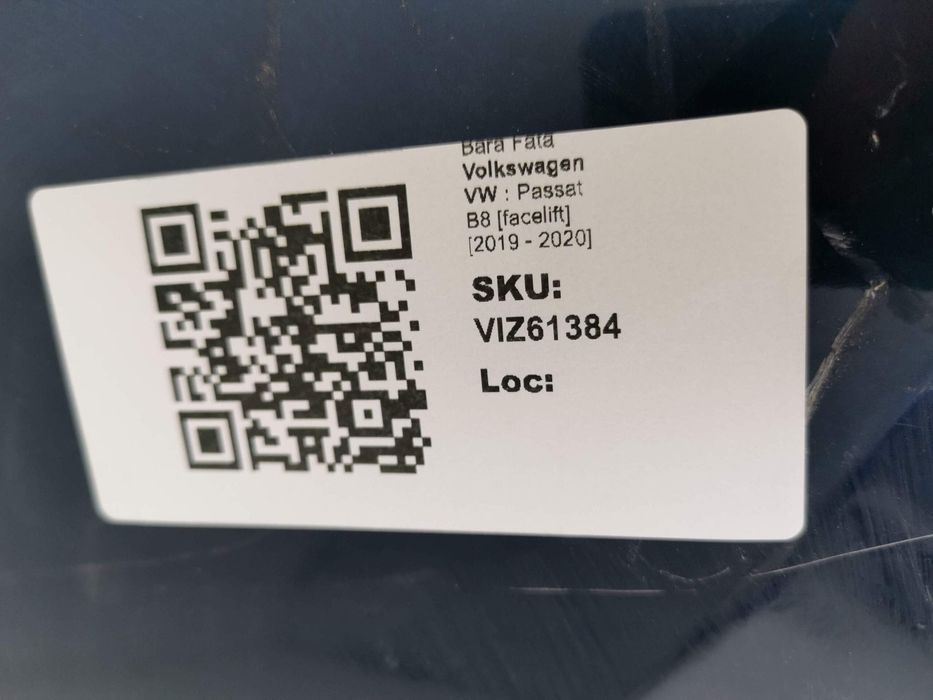 Bara Fata
Volkswagen
VW : Passat
B8 [facelift]
[2019 - 2020]
SKU:
VIZ61384
Loc: